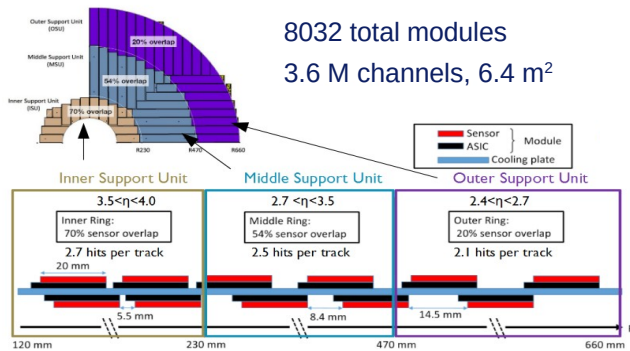 Outer Support Unit
(OSU)
20% overlap
Middle Support Unit
(MSU)
54% overlap
Inner Support Unit
(ISU)
70% overlap
R230
R470
R660
8032 total modules
3.6 M channels, 6.4 m²
Sensor
ASIC
Module
Cooling plate
Inner Support Unit
Middle Support Unit
Outer Support Unit
3.5<η<4.0
Inner Ring:
70% sensor overlap
2.7 hits per track
20 mm
5.5 mm
2.7 <η<3.5
Middle Ring:
54% sensor overlap
2.5 hits per track
8.4 mm
2.4<η<2.7
Outer Ring:
20% sensor overlap
2.1 hits per track
14.5 mm
120 mm
230 mm
470 mm
660 mm